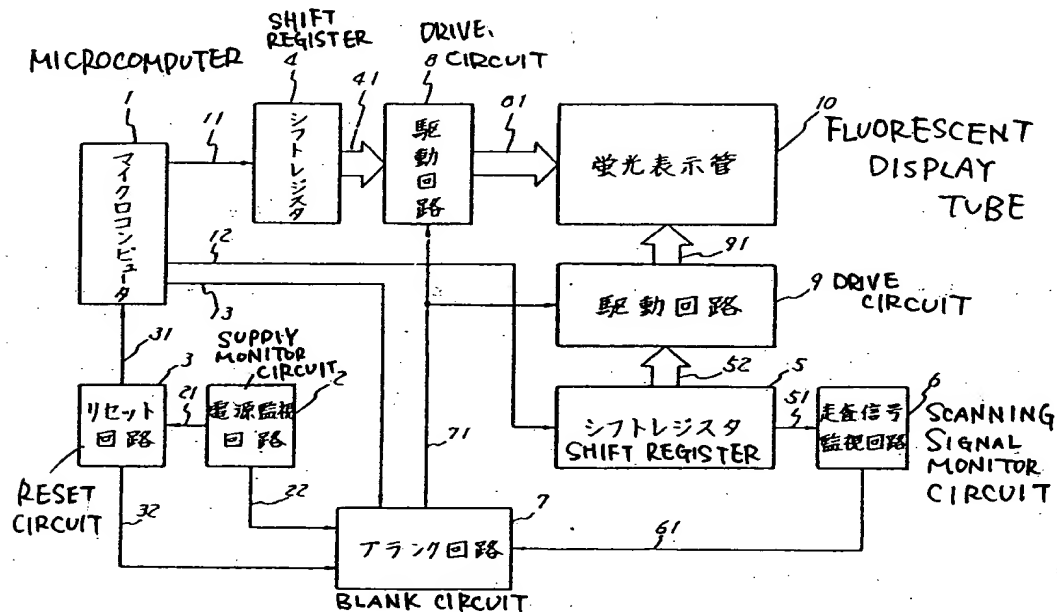 SHIFT
REGISTER
DRIVE
CIRCUIT
MICROCOMPUTER
1
11
4
41
8
81
10
FLUORESCENT
DISPLAY
TUBE
マイクロコンピュータ
シフトレジスタ
駆動回路
蛍光表示管
12
13
91
9 DRIVE
CIRCUIT
駆動回路
31
SUPPLY
MONITOR
CIRCUIT
3
21
2
52
5
51
6
リセット
回路
電源監視
回路
シフトレジスタ
SHIFT REGISTER
走査信号
監視回路
SCANNING
SIGNAL
MONITOR
CIRCUIT
71
RESET
CIRCUIT
32
22
7
61
ブランク回路
BLANK CIRCUIT